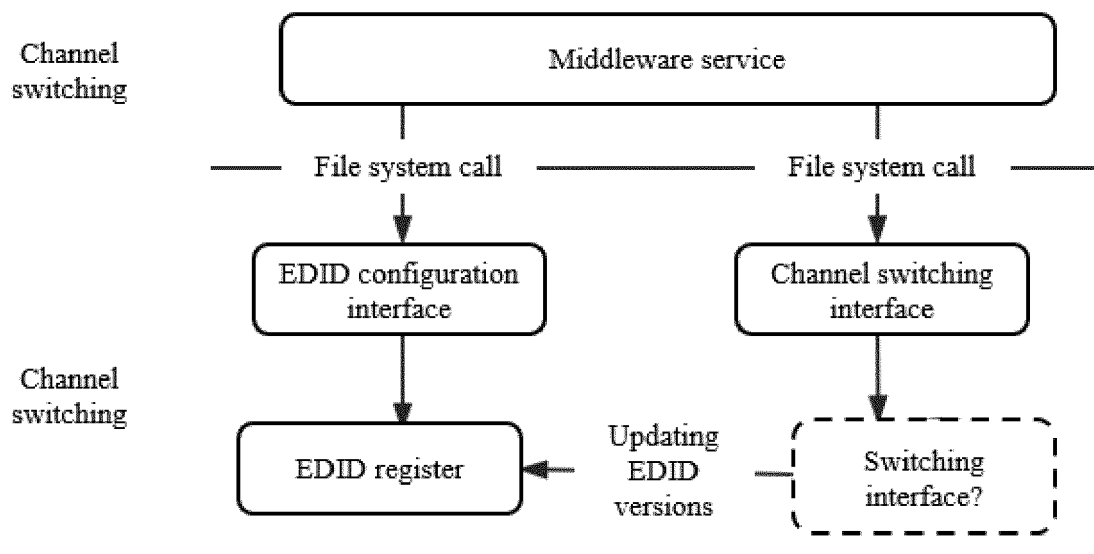 Channel
switching
Middleware service
File system call
File system call
EDID configuration
interface
Channel switching
interface
Channel
switching
EDID register
Updating
EDID
versions
Switching
interface?